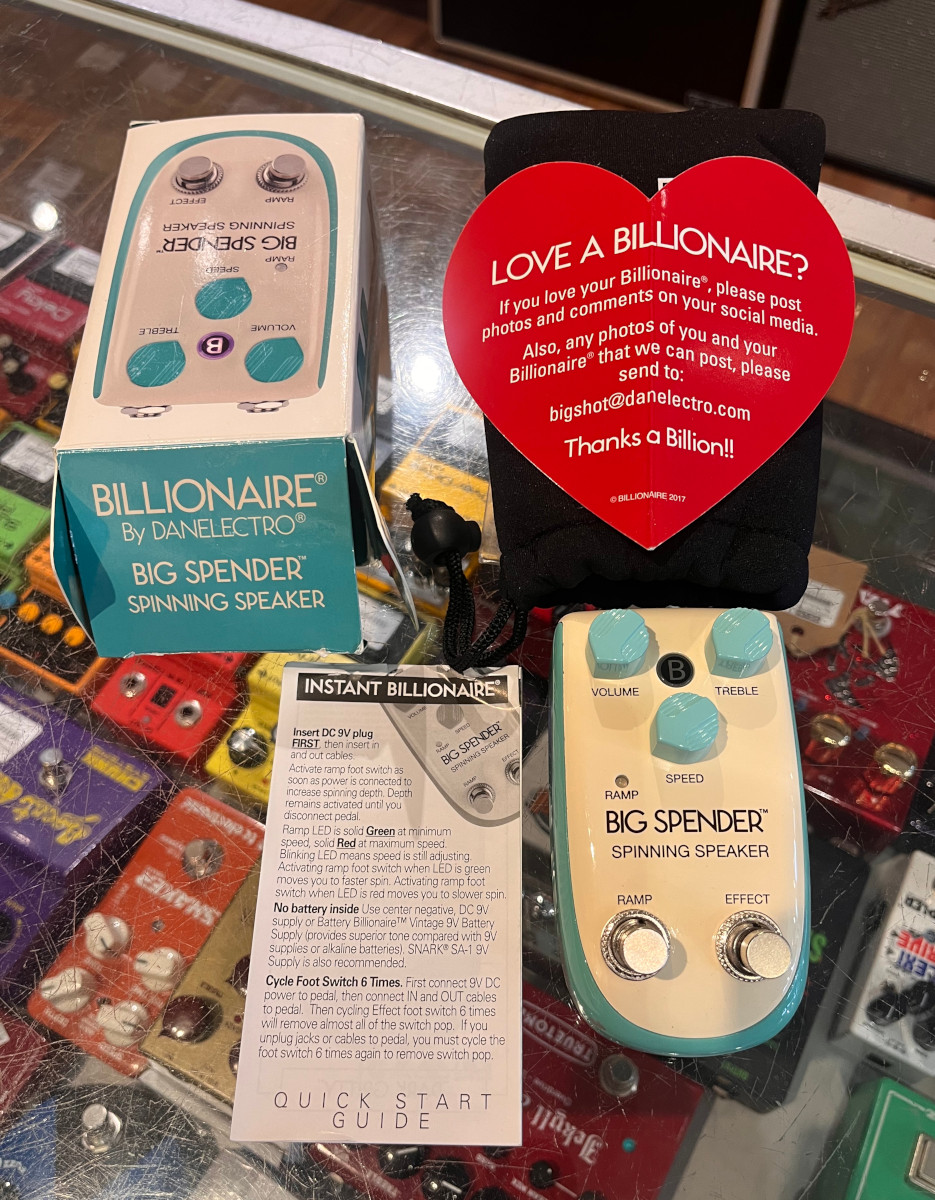 EFFECT
RAMP
BIG SPENDER™
SPINNING SPEAKER
RAMP
SPEED
TREBLE
VOLUME
B
BILLIONAIRE®
By DANELECTRO®
BIG SPENDER™
SPINNING SPEAKER
LOVE A BILLIONAIRE?
If you love your Billionaire®, please post
photos and comments on your social media.
Also, any photos of you and your
Billionaire® that we can post, please
send to:
bigshot@danelectro.com
Thanks a Billion!!
© BILLIONAIRE 2017
INSTANT BILLIONAIRE®
Insert DC 9V plug
FIRST, then insert in
and out cables.
Activate ramp foot switch as
soon as power is connected to
increase spinning depth. Depth
remains activated until you
disconnect pedal.
Ramp LED is solid Green at minimum
speed, solid Red at maximum speed.
Blinking LED means speed is still adjusting.
Activating ramp foot switch when LED is green
moves you to faster spin. Activating ramp foot
switch when LED is red moves you to slower spin.
No battery inside Use center negative, DC 9V
supply or Battery Billionaire™ Vintage 9V Battery
Supply (provides superior tone compared with 9V
supplies or alkaline batteries). SNARK® SA-1 9V
Supply is also recommended.
Cycle Foot Switch 6 Times. First connect 9V DC
power to pedal, then connect IN and OUT cables
to pedal. Then cycling Effect foot switch 6 times
will remove almost all of the switch pop. If you
unplug jacks or cables to pedal, you must cycle the
foot switch 6 times again to remove switch pop.
QUICK START
GUIDE
VOLUME
SPEED
RAMP
BIG SPENDER™
SPINNING SPEAKER
RAMP
EFFECT
B
VOLUME
TREBLE
SPEED
RAMP
BIG SPENDER™
SPINNING SPEAKER
RAMP
EFFECT
SHAKER
TRUETONE
Jekyll